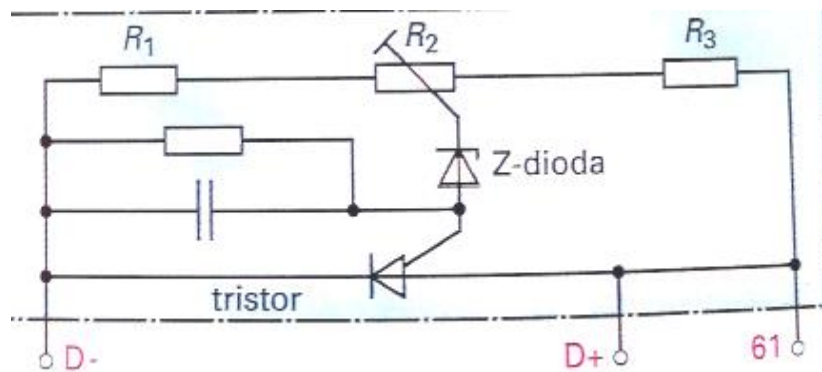 R1 R2 R3
Z-dioda
tristor
D- D+ 61